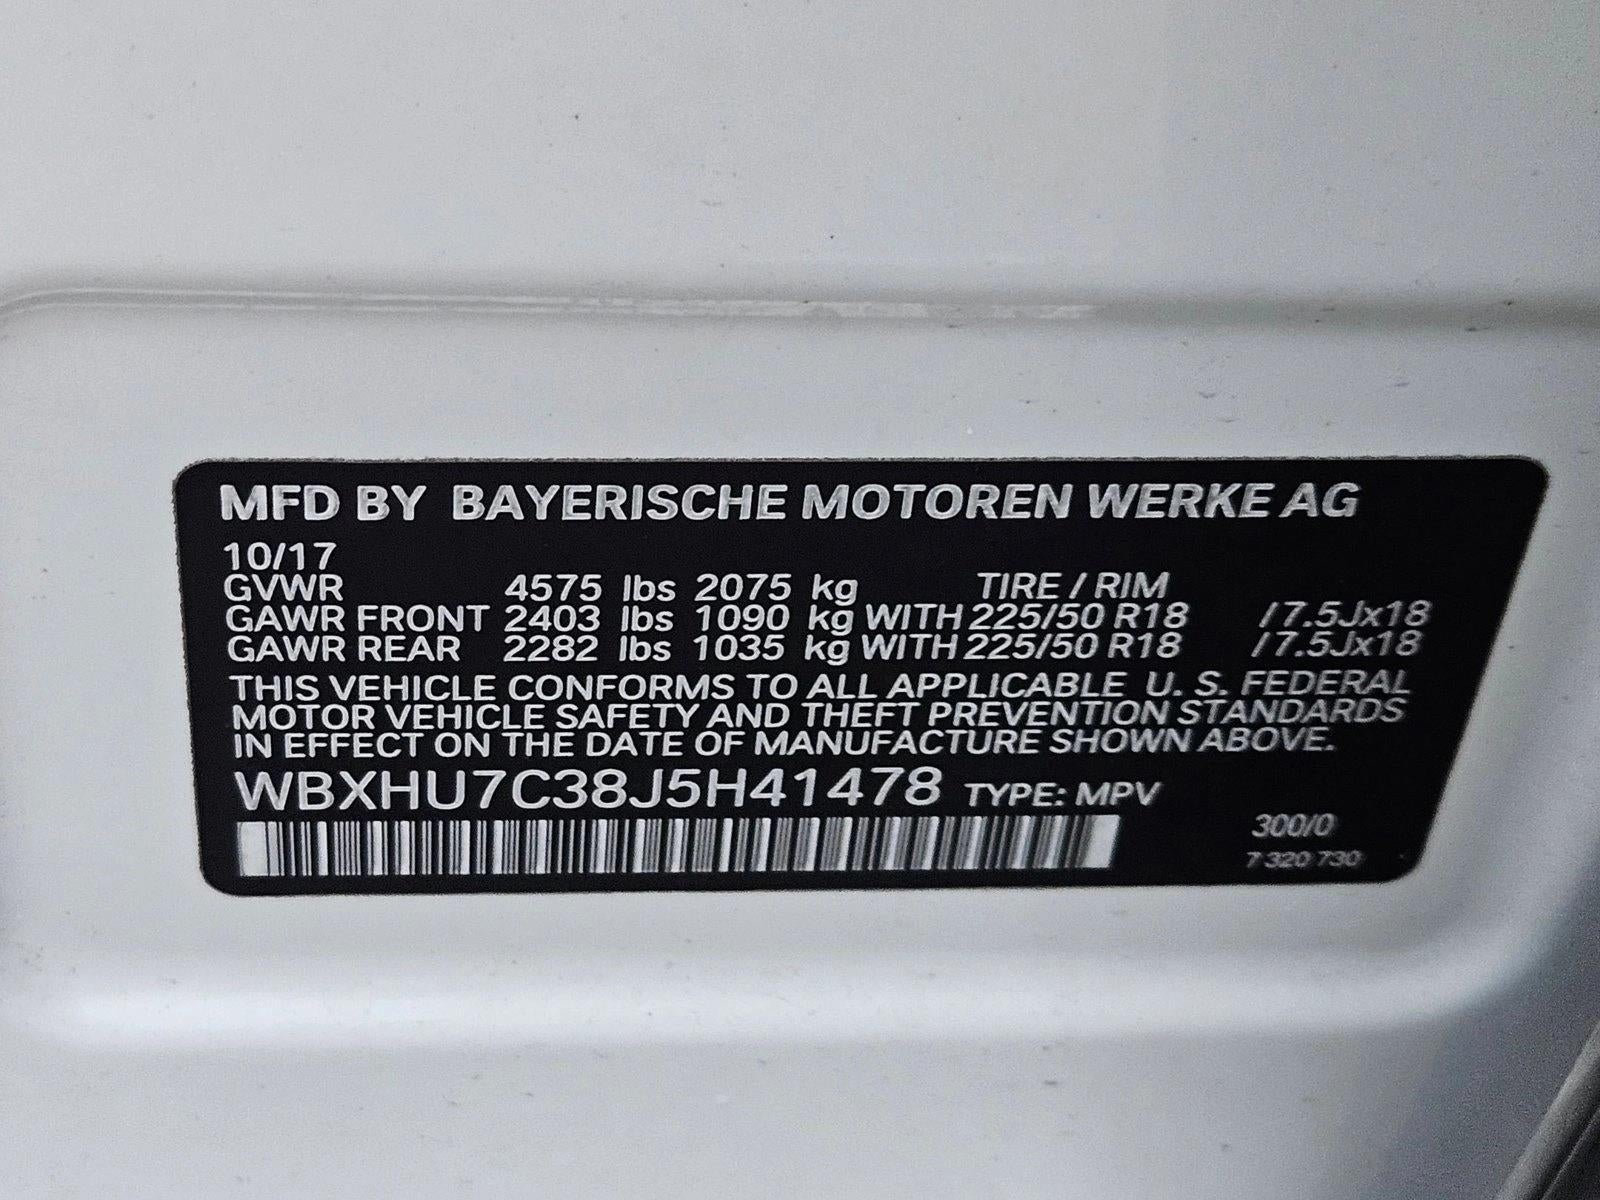 MFD BY BAYERISCHE MOTOREN WERKE AG
10/17
GVWR 4575 lbs 2075 kg TIRE / RIM
GAWR FRONT 2403 lbs 1090 kg WITH 225/50 R18 / 7.5Jx18
GAWR REAR 2282 lbs 1035 kg WITH 225/50 R18 / 7.5Jx18
THIS VEHICLE CONFORMS TO ALL APPLICABLE U. S. FEDERAL
MOTOR VEHICLE SAFETY AND THEFT PREVENTION STANDARDS
IN EFFECT ON THE DATE OF MANUFACTURE SHOWN ABOVE.
WBXHU7C38J5H41478 TYPE: MPV
300/0
7 320 730